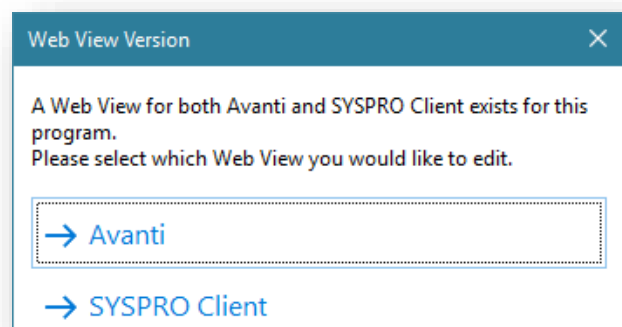 Web View Version
A Web View for both Avanti and SYSPRO Client exists for this
program.
Please select which Web View you would like to edit.
Avanti
SYSPRO Client